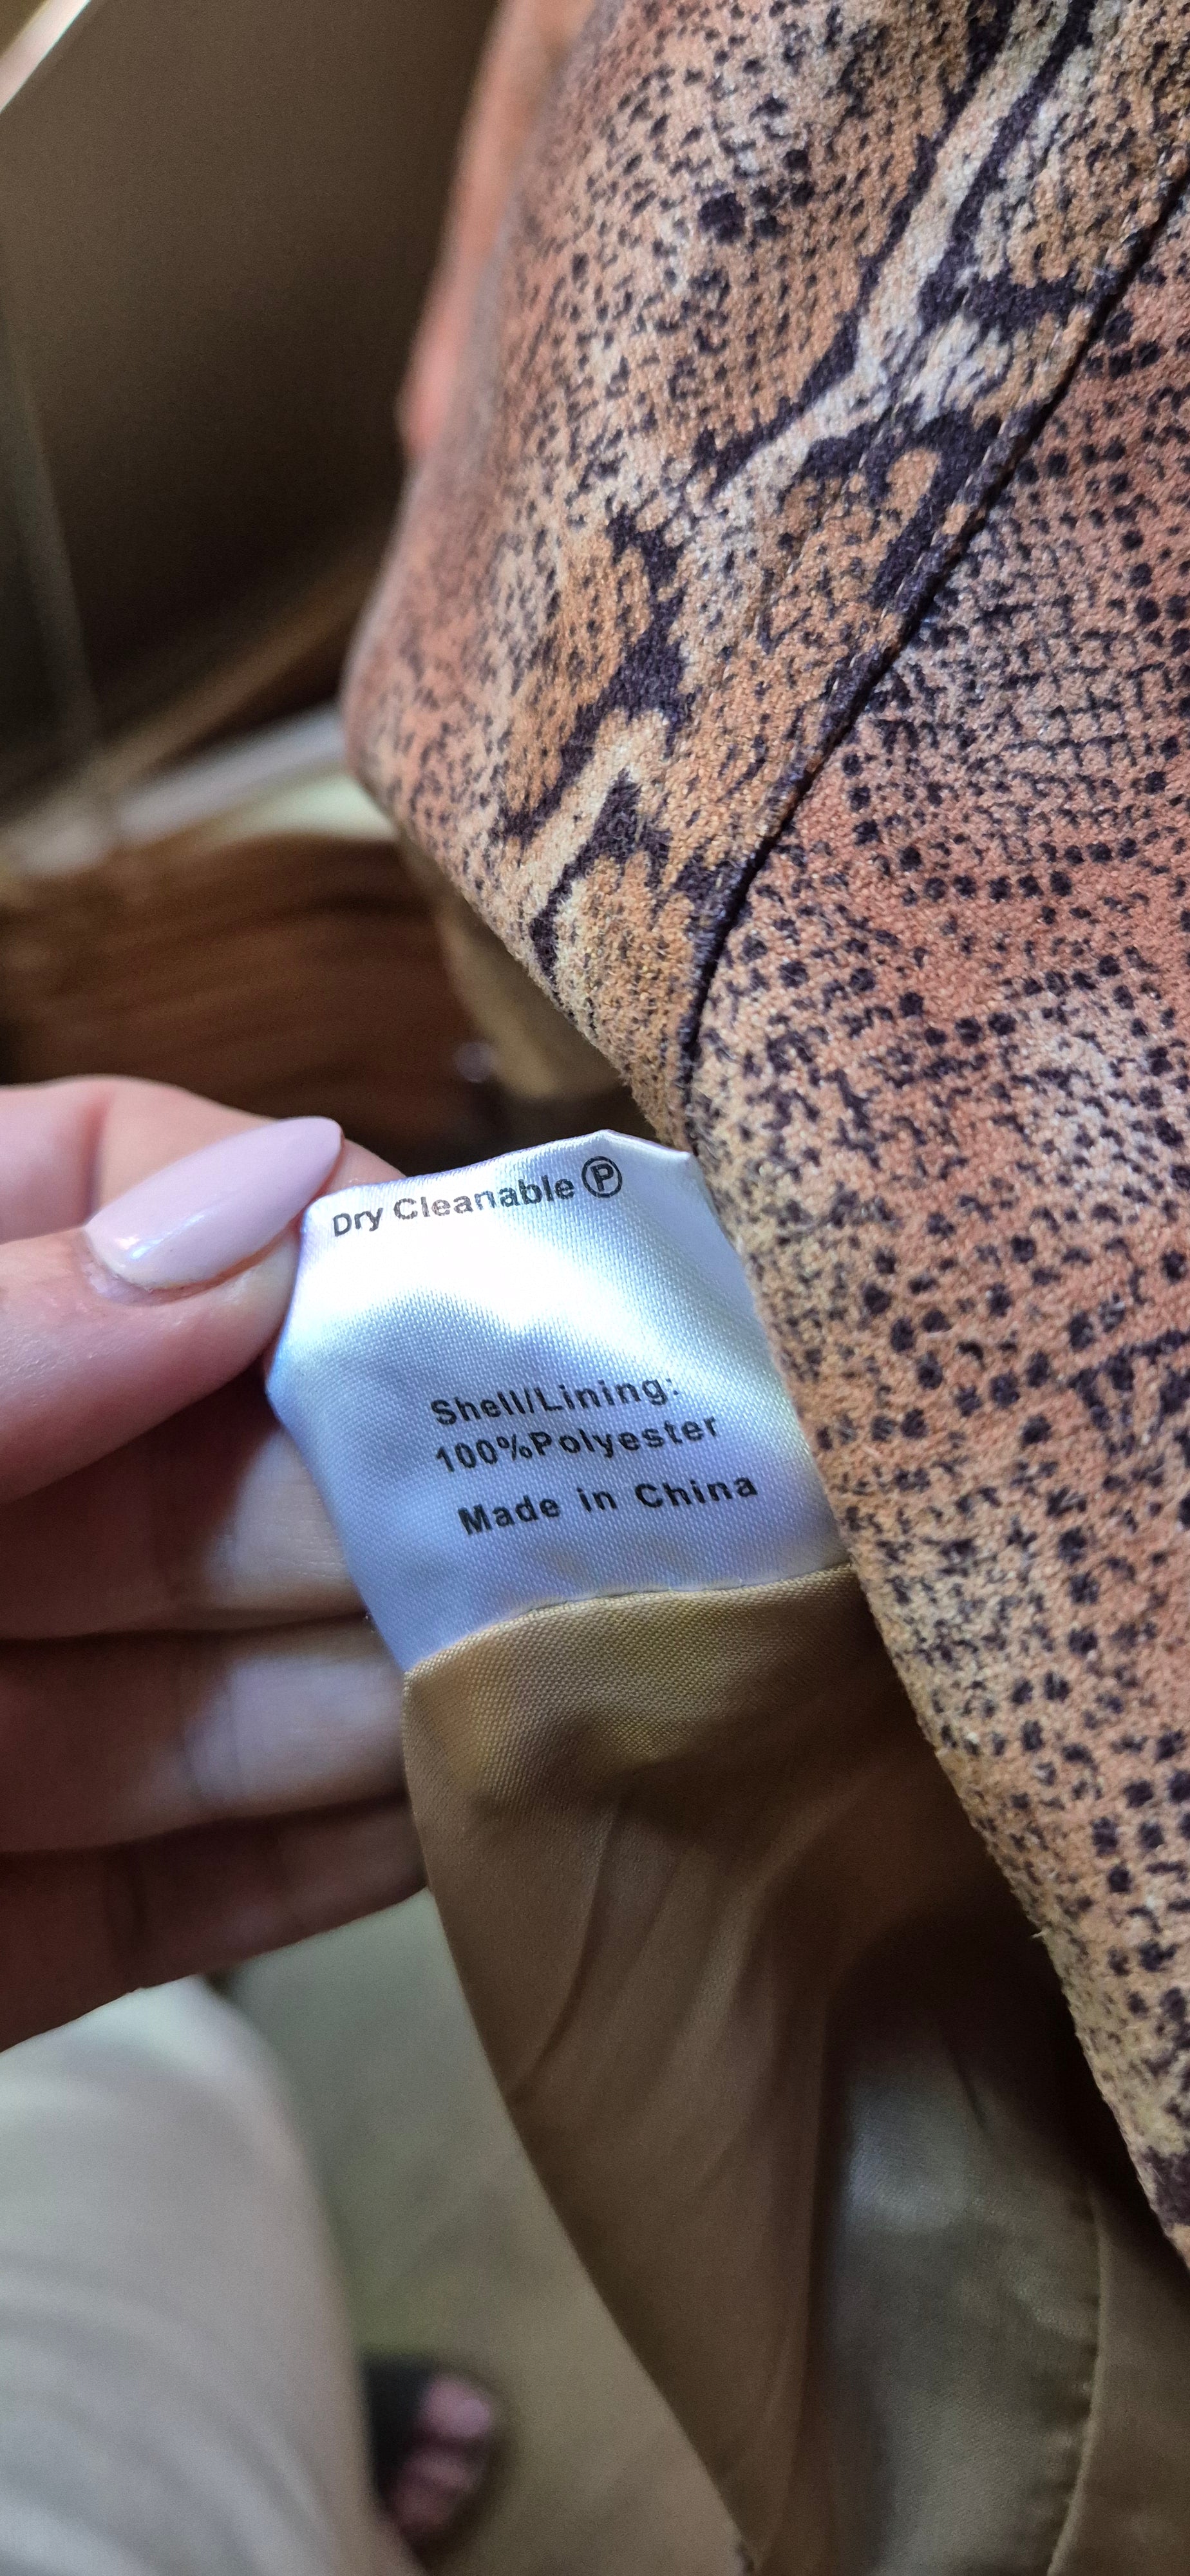 Dry Cleanable Ⓟ
Shell/Lining:
100%Polyester
Made in China